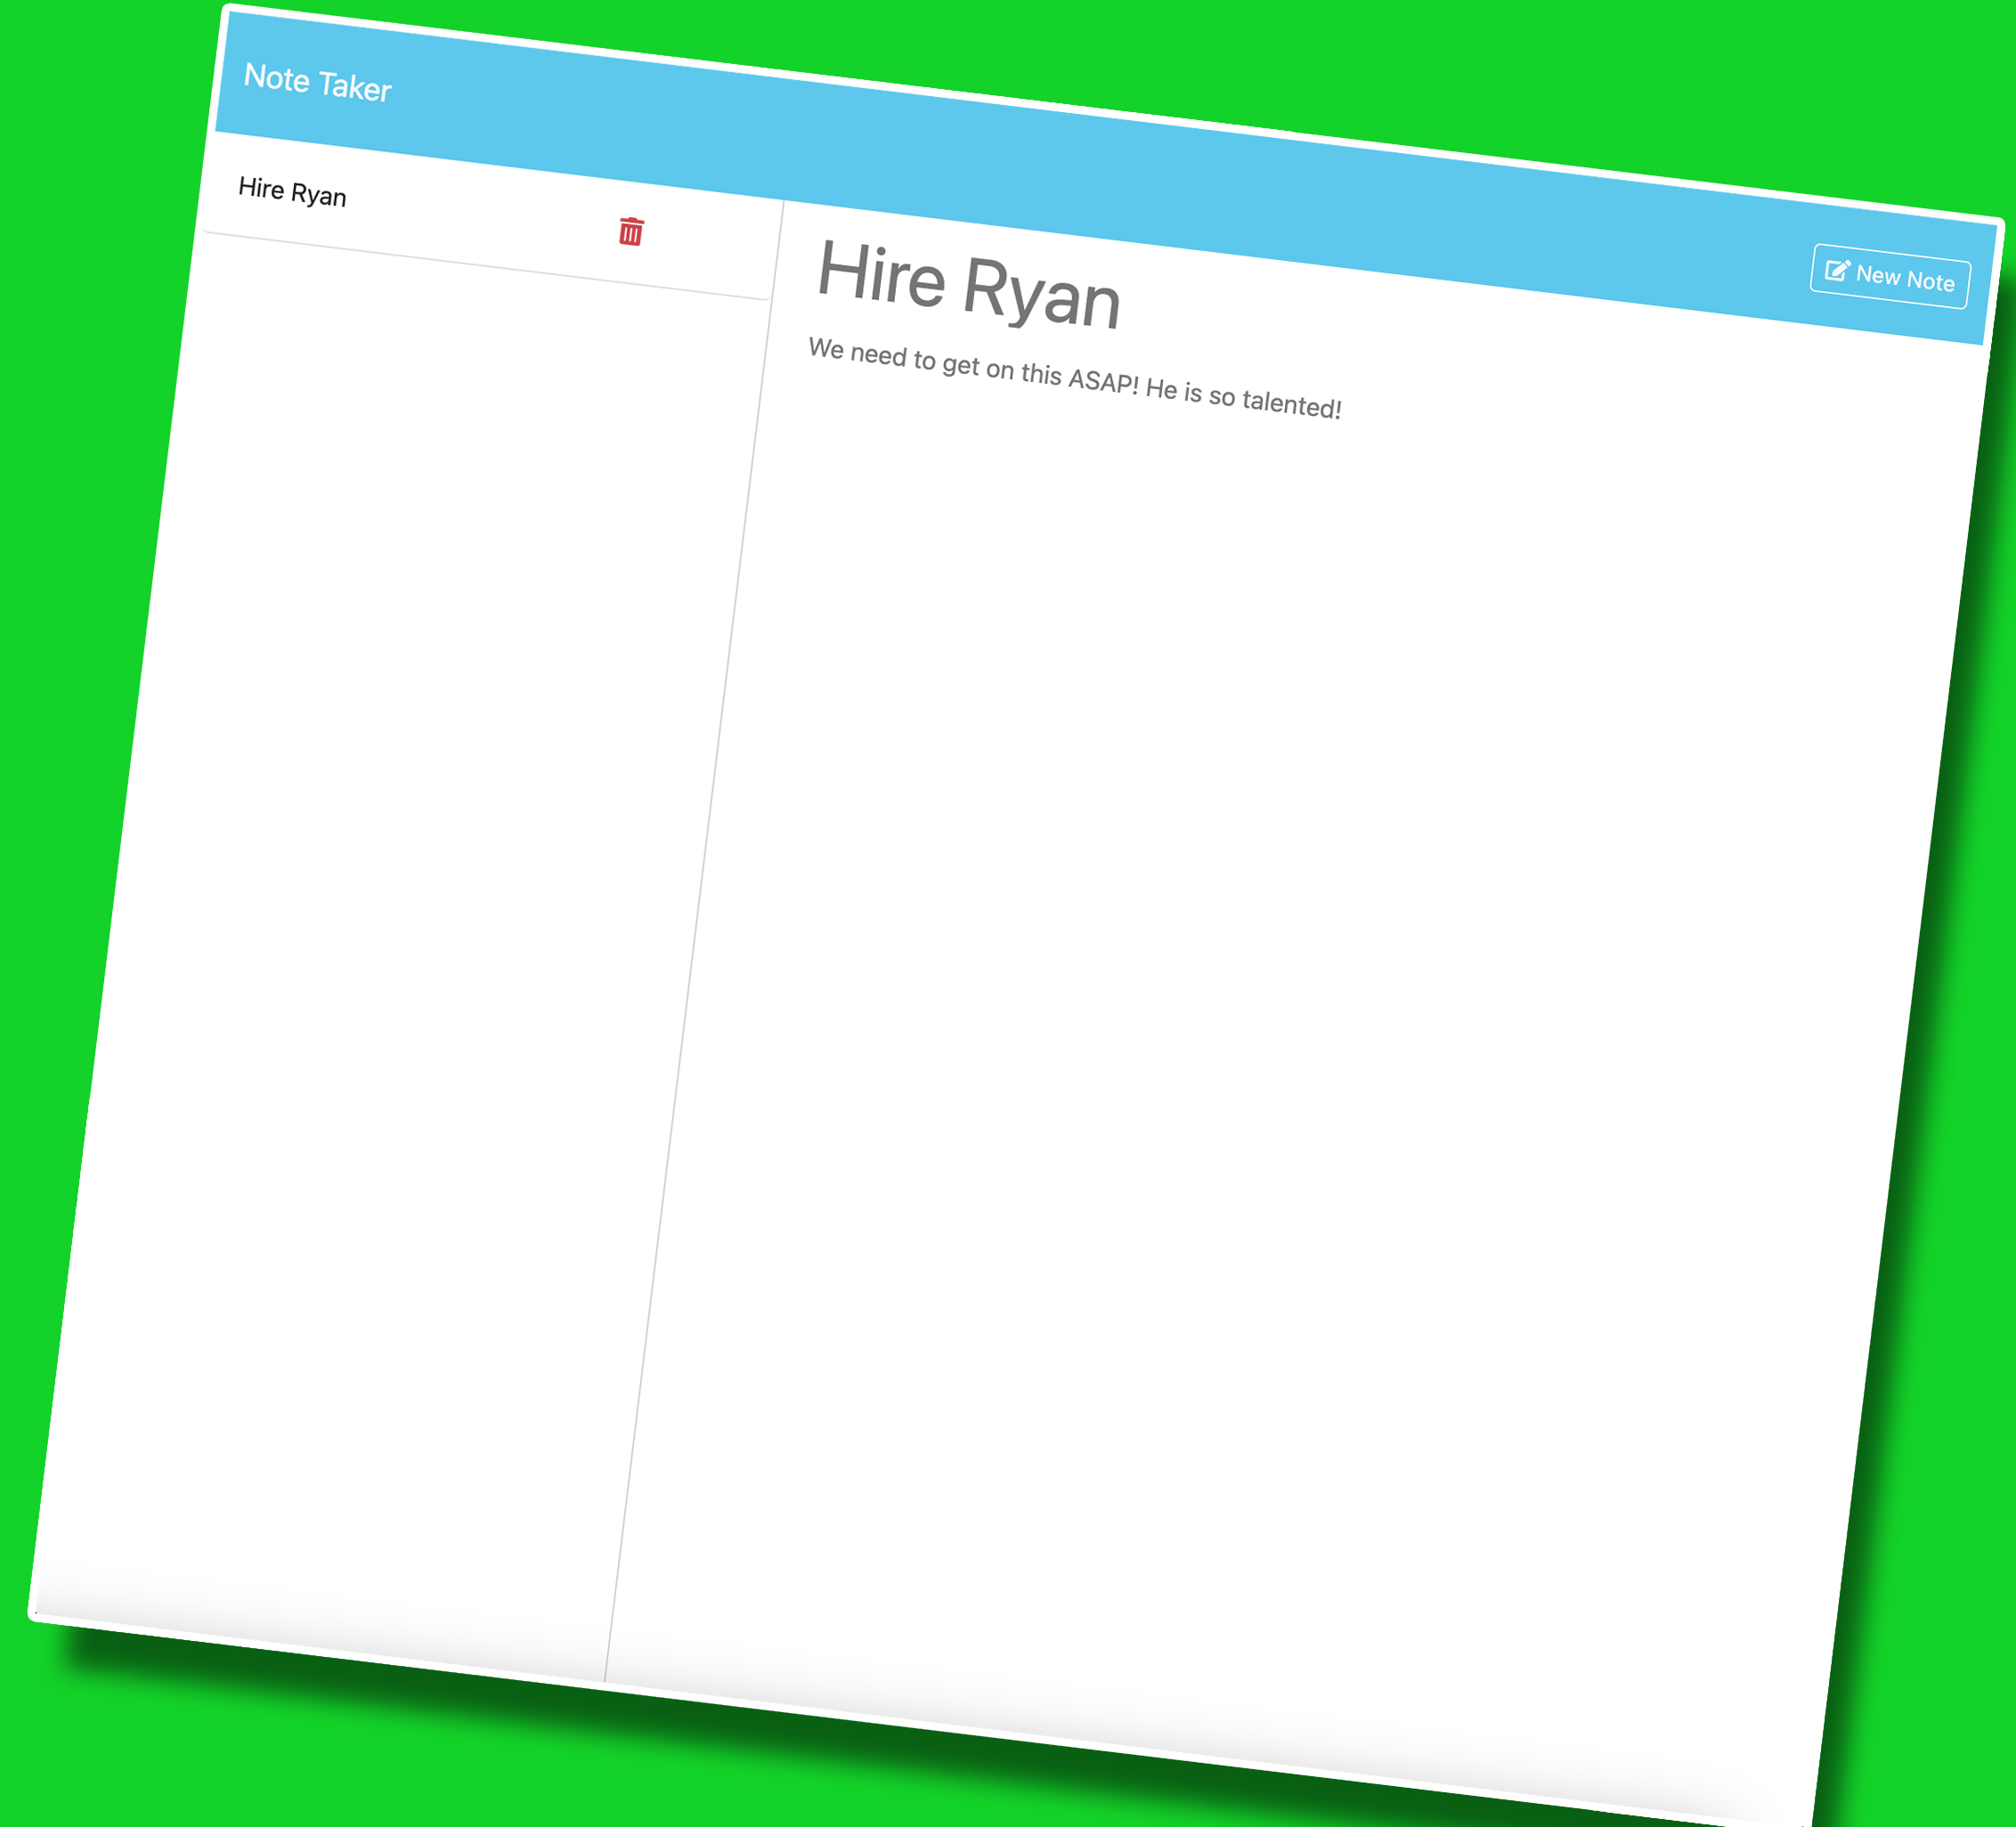 Note Taker
New Note
Hire Ryan
Hire Ryan
We need to get on this ASAP! He is so talented!